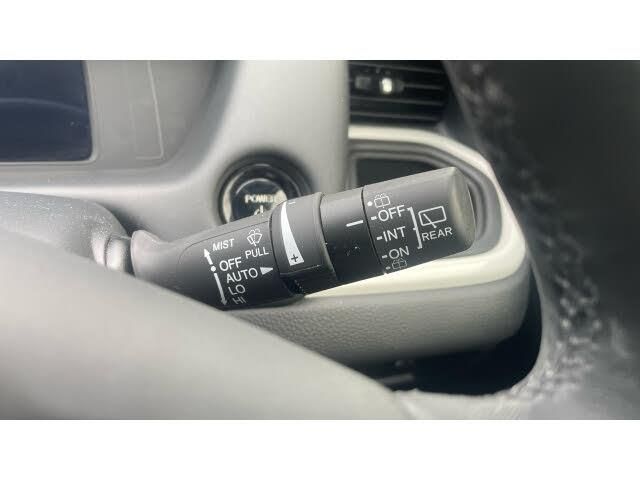 POWER
MIST
PULL
OFF
AUTO
LO
HI
- +
OFF
INT
ON
REAR